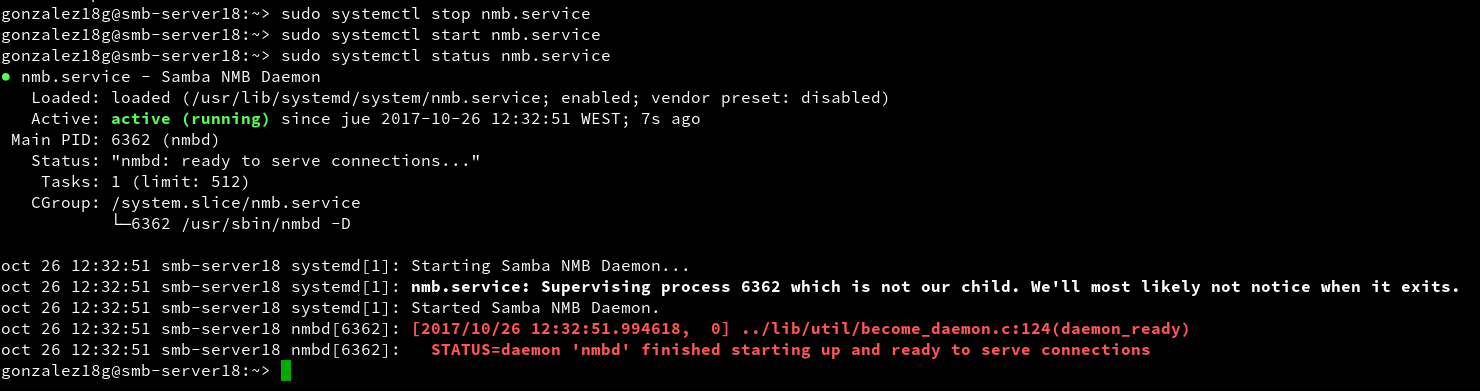 gonzalez18g@smb-server18:~> sudo systemctl stop nmb.service
gonzalez18g@smb-server18:~> sudo systemctl start nmb.service
gonzalez18g@smb-server18:~> sudo systemctl status nmb.service
● nmb.service - Samba NMB Daemon
   Loaded: loaded (/usr/lib/systemd/system/nmb.service; enabled; vendor preset: disabled)
   Active: active (running) since jue 2017-10-26 12:32:51 WEST; 7s ago
 Main PID: 6362 (nmbd)
   Status: "nmbd: ready to serve connections..."
    Tasks: 1 (limit: 512)
   CGroup: /system.slice/nmb.service
           └─6362 /usr/sbin/nmbd -D

oct 26 12:32:51 smb-server18 systemd[1]: Starting Samba NMB Daemon...
oct 26 12:32:51 smb-server18 systemd[1]: nmb.service: Supervising process 6362 which is not our child. We'll most likely not notice when it exits.
oct 26 12:32:51 smb-server18 systemd[1]: Started Samba NMB Daemon.
oct 26 12:32:51 smb-server18 nmbd[6362]: [2017/10/26 12:32:51.994618,  0] ../lib/util/become_daemon.c:124(daemon_ready)
oct 26 12:32:51 smb-server18 nmbd[6362]:   STATUS=daemon 'nmbd' finished starting up and ready to serve connections
gonzalez18g@smb-server18:~>